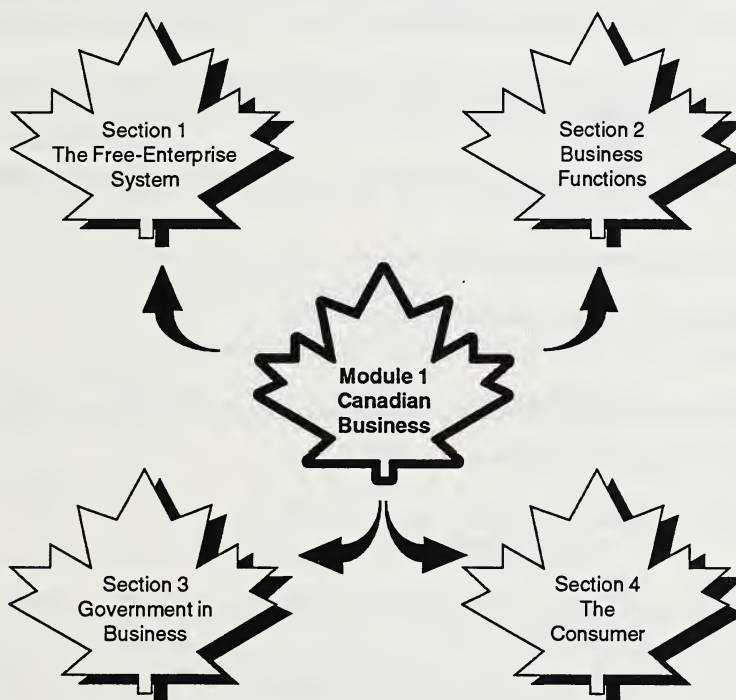 Section 1
The Free-Enterprise
System
Section 2
Business
Functions
Module 1
Canadian
Business
Section 3
Government in
Business
Section 4
The
Consumer